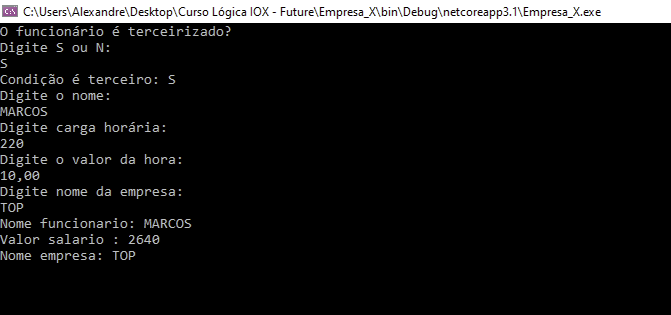 C:\Users\Alexandre\Desktop\Curso Lógica IOX - Future\Empresa_X\bin\Debug\netcoreapp3.1\Empresa_X.exe
O funcionário é terceirizado?
Digite S ou N:
S
Condição é terceiro: S
Digite o nome:
MARCOS
Digite carga horária:
220
Digite o valor da hora:
10,00
Digite nome da empresa:
TOP
Nome funcionario: MARCOS
Valor salario : 2640
Nome empresa: TOP